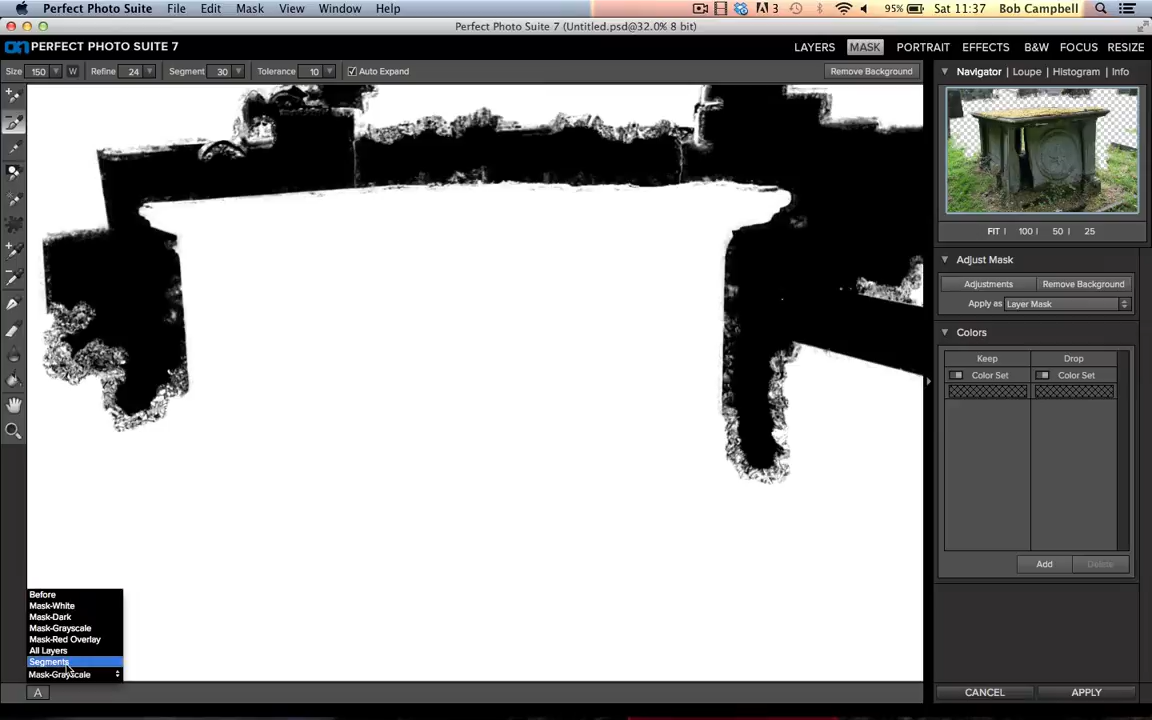 Perfect Photo Suite File Edit Mask View Window Help 3 95% Sat 11:37 Bob Campbell
Perfect Photo Suite 7 (Untitled.psd@32.0% 8 bit)
on PERFECT PHOTO SUITE 7 LAYERS MASK PORTRAIT EFFECTS B&W FOCUS RESIZE
Size 150 W Refine 24 Segment 30 Tolerance 10 Auto Expand Remove Background
Navigator | Loupe | Histogram | Info
FIT | 100 | 50 | 25
Adjust Mask
Adjustments Remove Background
Apply as Layer Mask
Colors
Keep Drop
Color Set Color Set
Add Delete
Before
Mask-White
Mask-Dark
Mask-Grayscale
Mask-Red Overlay
All Layers
Segments
Mask-Grayscale
A CANCEL APPLY